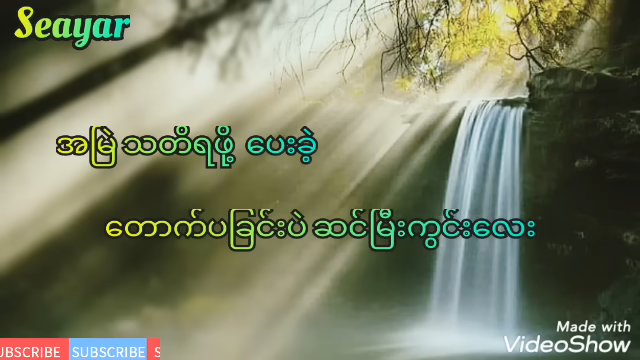 Seayar
အမြဲ သတိရဖို့ ပေးခဲ့
တောက်ပခြင်းပဲ ဆင်မြီးကွင်းလေး
UBSCRIBE SUBSCRIBE S
Made with
VideoShow